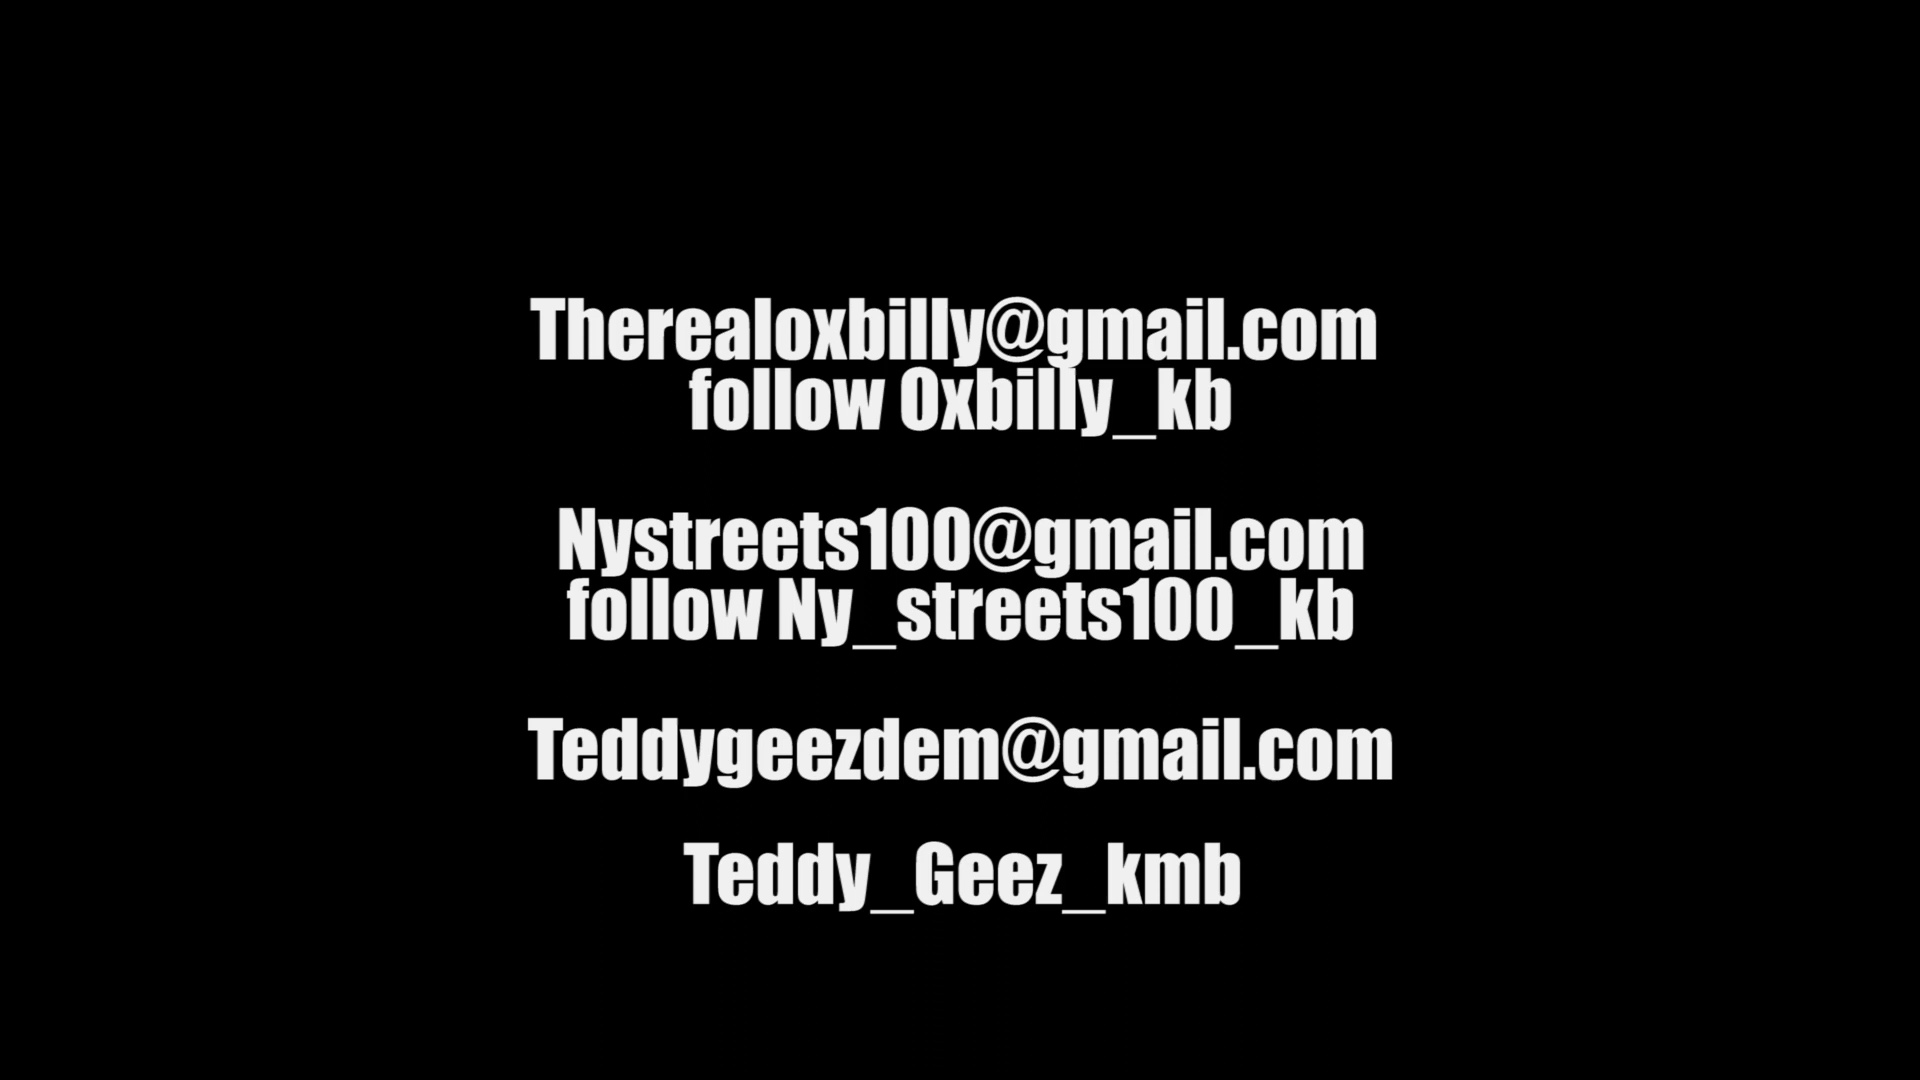 Therealoxbilly@gmail.com
follow Oxbilly_kb
Nystreets100@gmail.com
follow Ny_streets100_kb
Teddygeezdem@gmail.com
Teddy_Geez_kmb